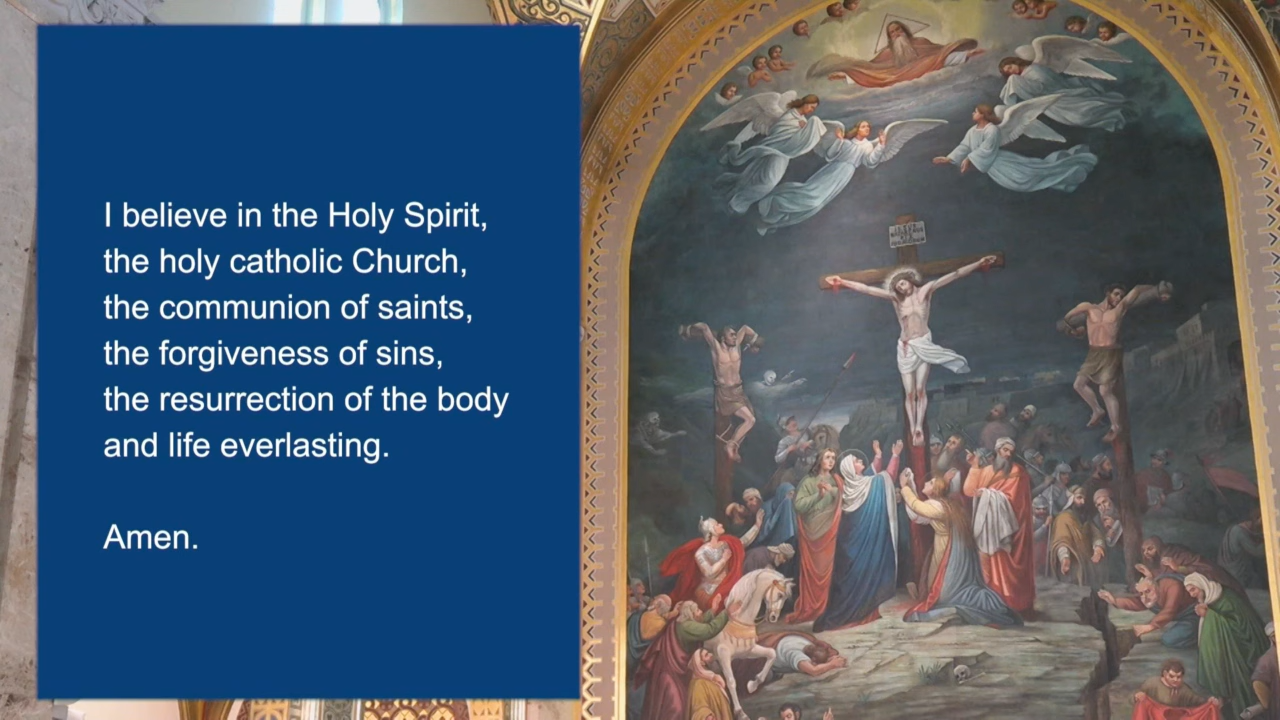 I believe in the Holy Spirit,
the holy catholic Church,
the communion of saints,
the forgiveness of sins,
the resurrection of the body
and life everlasting.
Amen.